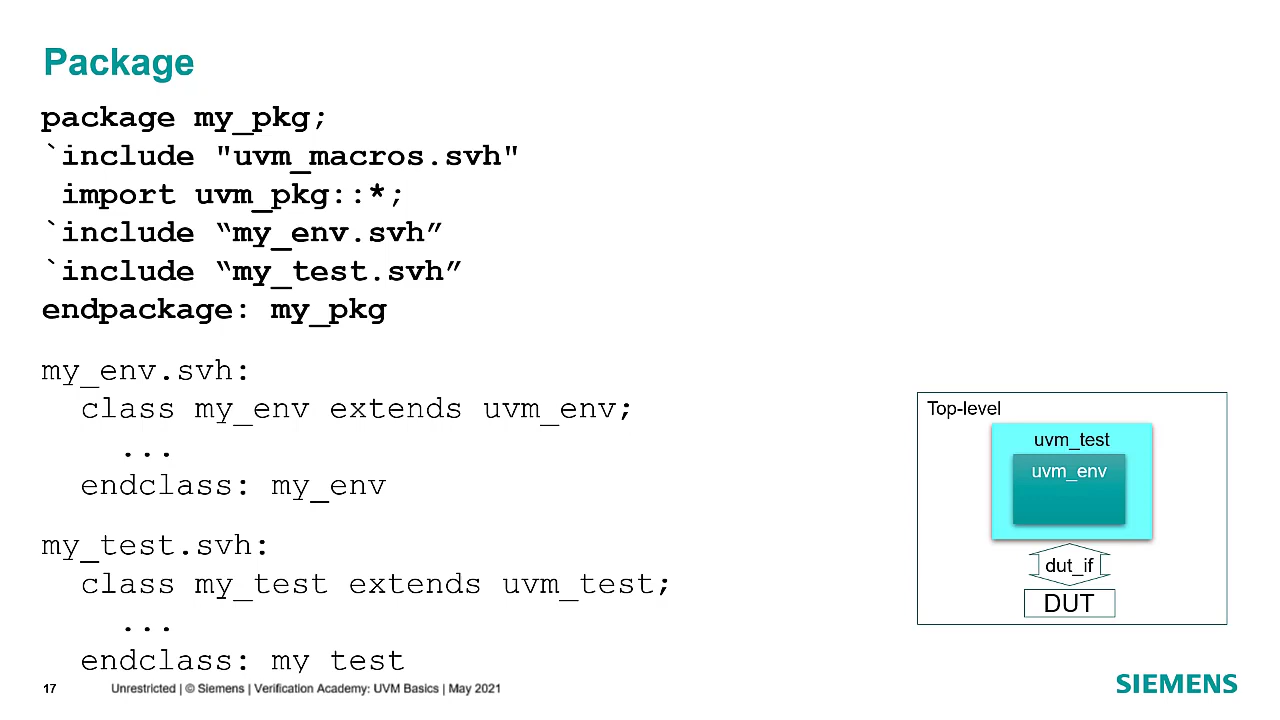 Package
package my_pkg;
`include "uvm_macros.svh"
import uvm_pkg::*;
`include “my_env.svh”
`include “my_test.svh”
endpackage: my_pkg
my_env.svh:
class my_env extends uvm_env;
...
endclass: my_env
my_test.svh:
class my_test extends uvm_test;
...
endclass: my_test
Top-level
uvm_test
uvm_env
dut_if
DUT
17
Unrestricted | © Siemens | Verification Academy: UVM Basics | May 2021
SIEMENS